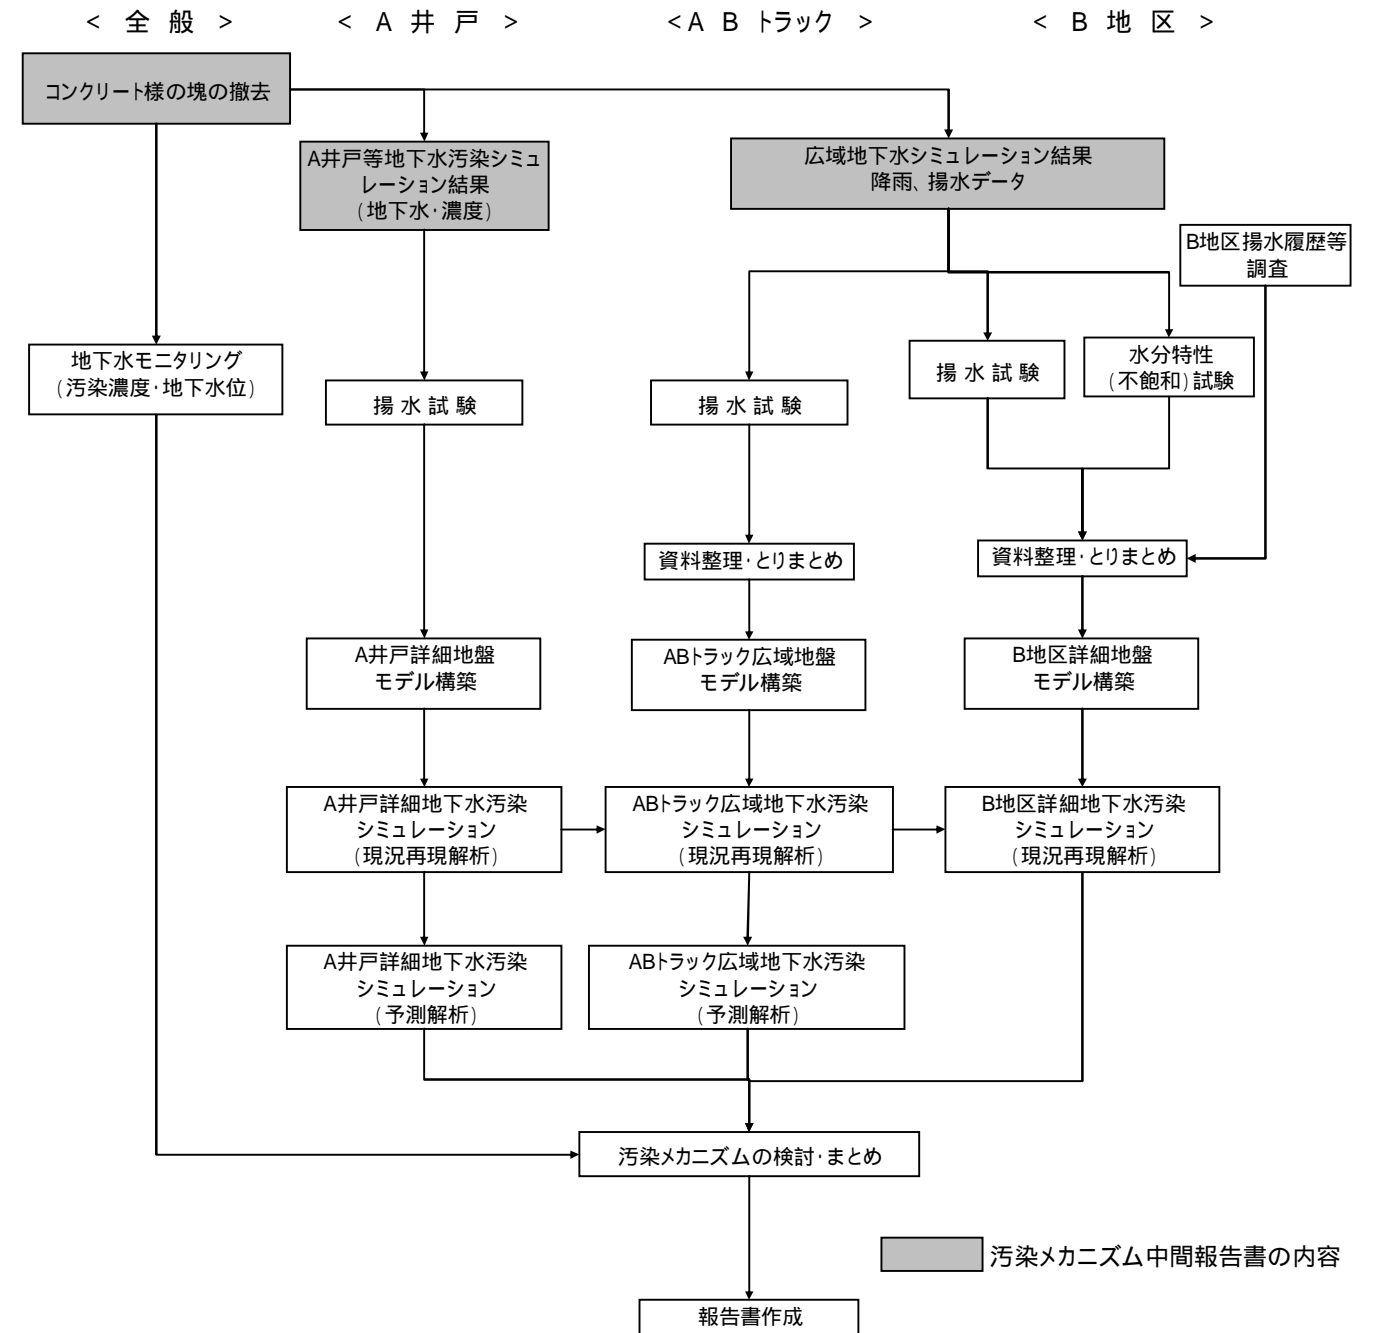 < 全 般 >
< A 井 戸 >
< A B トラック >
< B 地 区 >
コンクリート様の塊の撤去
A井戸等地下水汚染シミュ
レーション結果
(地下水・濃度)
広域地下水シミュレーション結果
降雨、揚水データ
B地区揚水履歴等
調査
地下水モニタリング
(汚染濃度・地下水位)
揚 水 試 験
揚 水 試 験
揚 水 試 験
水分特性
(不飽和)試験
資料整理・とりまとめ
資料整理・とりまとめ
A井戸詳細地盤
モデル構築
ABトラック広域地盤
モデル構築
B地区詳細地盤
モデル構築
A井戸詳細地下水汚染
シミュレーション
(現況再現解析)
ABトラック広域地下水汚染
シミュレーション
(現況再現解析)
B地区詳細地下水汚染
シミュレーション
(現況再現解析)
A井戸詳細地下水汚染
シミュレーション
(予測解析)
ABトラック広域地下水汚染
シミュレーション
(予測解析)
汚染メカニズムの検討・まとめ
汚染メカニズム中間報告書の内容
報告書作成